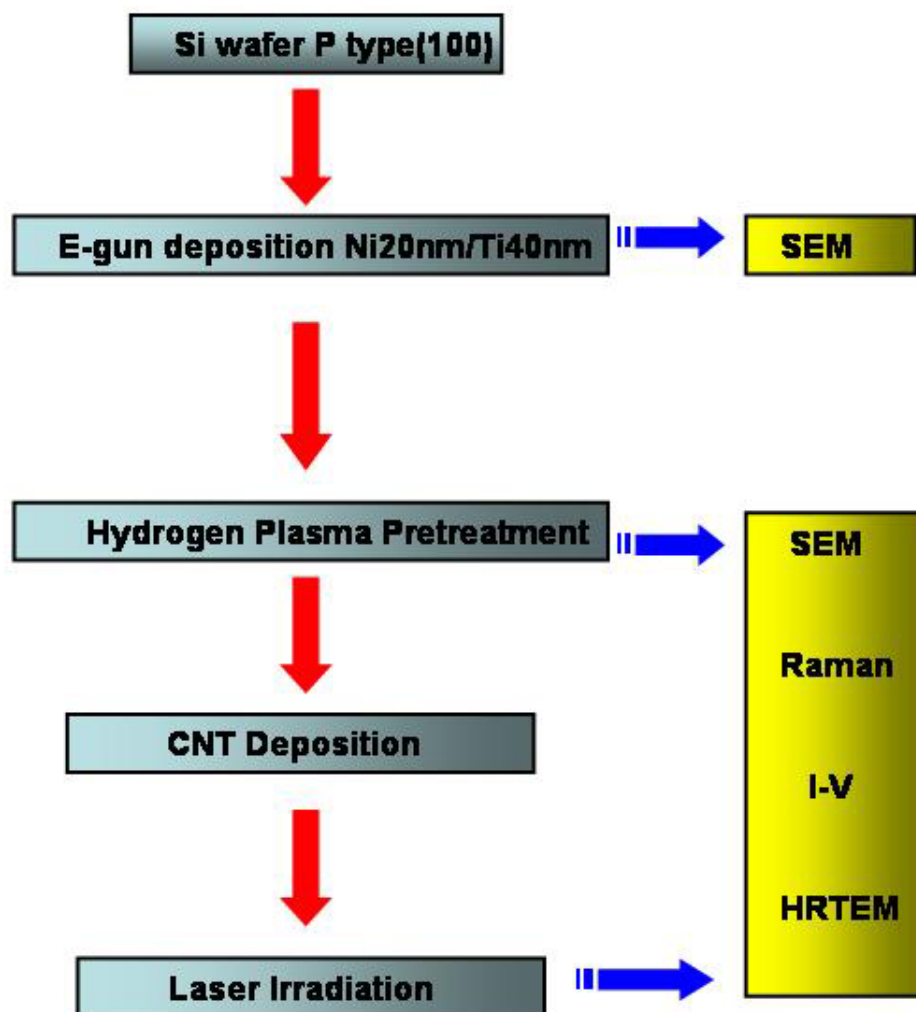 Si wafer P type(100)
E-gun deposition Ni20nm/Ti40nm
SEM
Hydrogen Plasma Pretreatment
SEM
Raman
CNT Deposition
I-V
HRTEM
Laser Irradiation